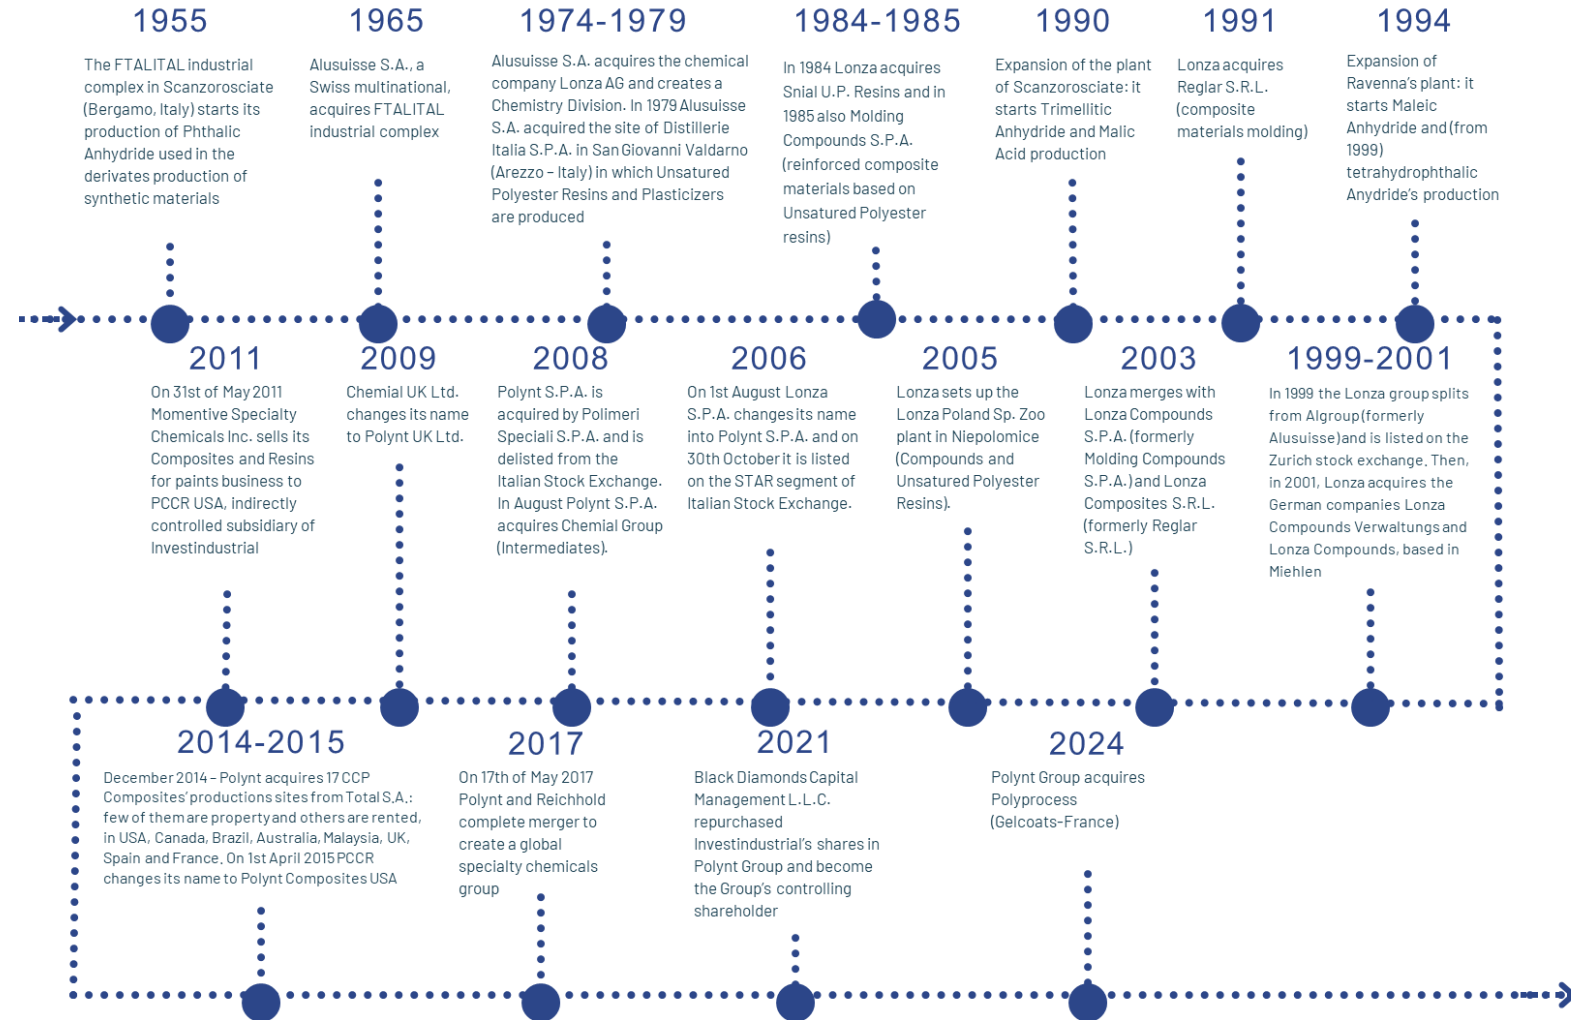 1955
The FTALITAL industrial
complex in Scanzorosciate
(Bergamo, Italy) starts its
production of Phthalic
Anhydride used in the
derivates production of
synthetic materials
1965
Alusuisse S.A., a
Swiss multinational,
acquires FTALITAL
industrial complex
1974-1979
Alusuisse S.A. acquires the chemical
company Lonza AG and creates a
Chemistry Division. In 1979 Alusuisse
S.A. acquired the site of Distillerie
Italia S.P.A. in San Giovanni Valdarno
(Arezzo – Italy) in which Unsatured
Polyester Resins and Plasticizers
are produced
1984-1985
In 1984 Lonza acquires
Snial U.P. Resins and in
1985 also Molding
Compounds S.P.A.
(reinforced composite
materials based on
Unsatured Polyester
resins)
1990
Expansion of the plant
of Scanzorosciate: it
starts Trimellitic
Anhydride and Malic
Acid production
1991
Lonza acquires
Reglar S.R.L.
(composite
materials molding)
1994
Expansion of
Ravenna's plant: it
starts Maleic
Anhydride and (from
1999)
tetrahydrophthalic
Anydride's production
1999-2001
In 1999 the Lonza group splits
from Algroup (formerly
Alusuisse) and is listed on the
Zurich stock exchange. Then,
in 2001, Lonza acquires the
German companies Lonza
Compounds Verwaltungs and
Lonza Compounds, based in
Miehlen
2003
Lonza merges with
Lonza Compounds
S.P.A. (formerly
Molding Compounds
S.P.A.) and Lonza
Composites S.R.L.
(formerly Reglar
S.R.L.)
2005
Lonza sets up the
Lonza Poland Sp. Zoo
plant in Niepolomice
(Compounds and
Unsatured Polyester
Resins).
2006
On 1st August Lonza
S.P.A. changes its name
into Polynt S.P.A. and on
30th October it is listed
on the STAR segment of
Italian Stock Exchange.
2008
Polynt S.P.A. is
acquired by Polimeri
Speciali S.P.A. and is
delisted from the
Italian Stock Exchange.
In August Polynt S.P.A.
acquires Chemial Group
(Intermediates).
2009
Chemial UK Ltd.
changes its name
to Polynt UK Ltd.
2011
On 31st of May 2011
Momentive Specialty
Chemicals Inc. sells its
Composites and Resins
for paints business to
PCCR USA, indirectly
controlled subsidiary of
Investindustrial
2014-2015
December 2014 – Polynt acquires 17 CCP
Composites' productions sites from Total S.A.:
few of them are property and others are rented,
in USA, Canada, Brazil, Australia, Malaysia, UK,
Spain and France. On 1st April 2015 PCCR
changes its name to Polynt Composites USA
2017
On 17th of May 2017
Polynt and Reichhold
complete merger to
create a global
specialty chemicals
group
2021
Black Diamonds Capital
Management L.L.C.
repurchased
Investindustrial's shares in
Polynt Group and become
the Group's controlling
shareholder
2024
Polynt Group acquires
Polyprocess
(Gelcoats-France)